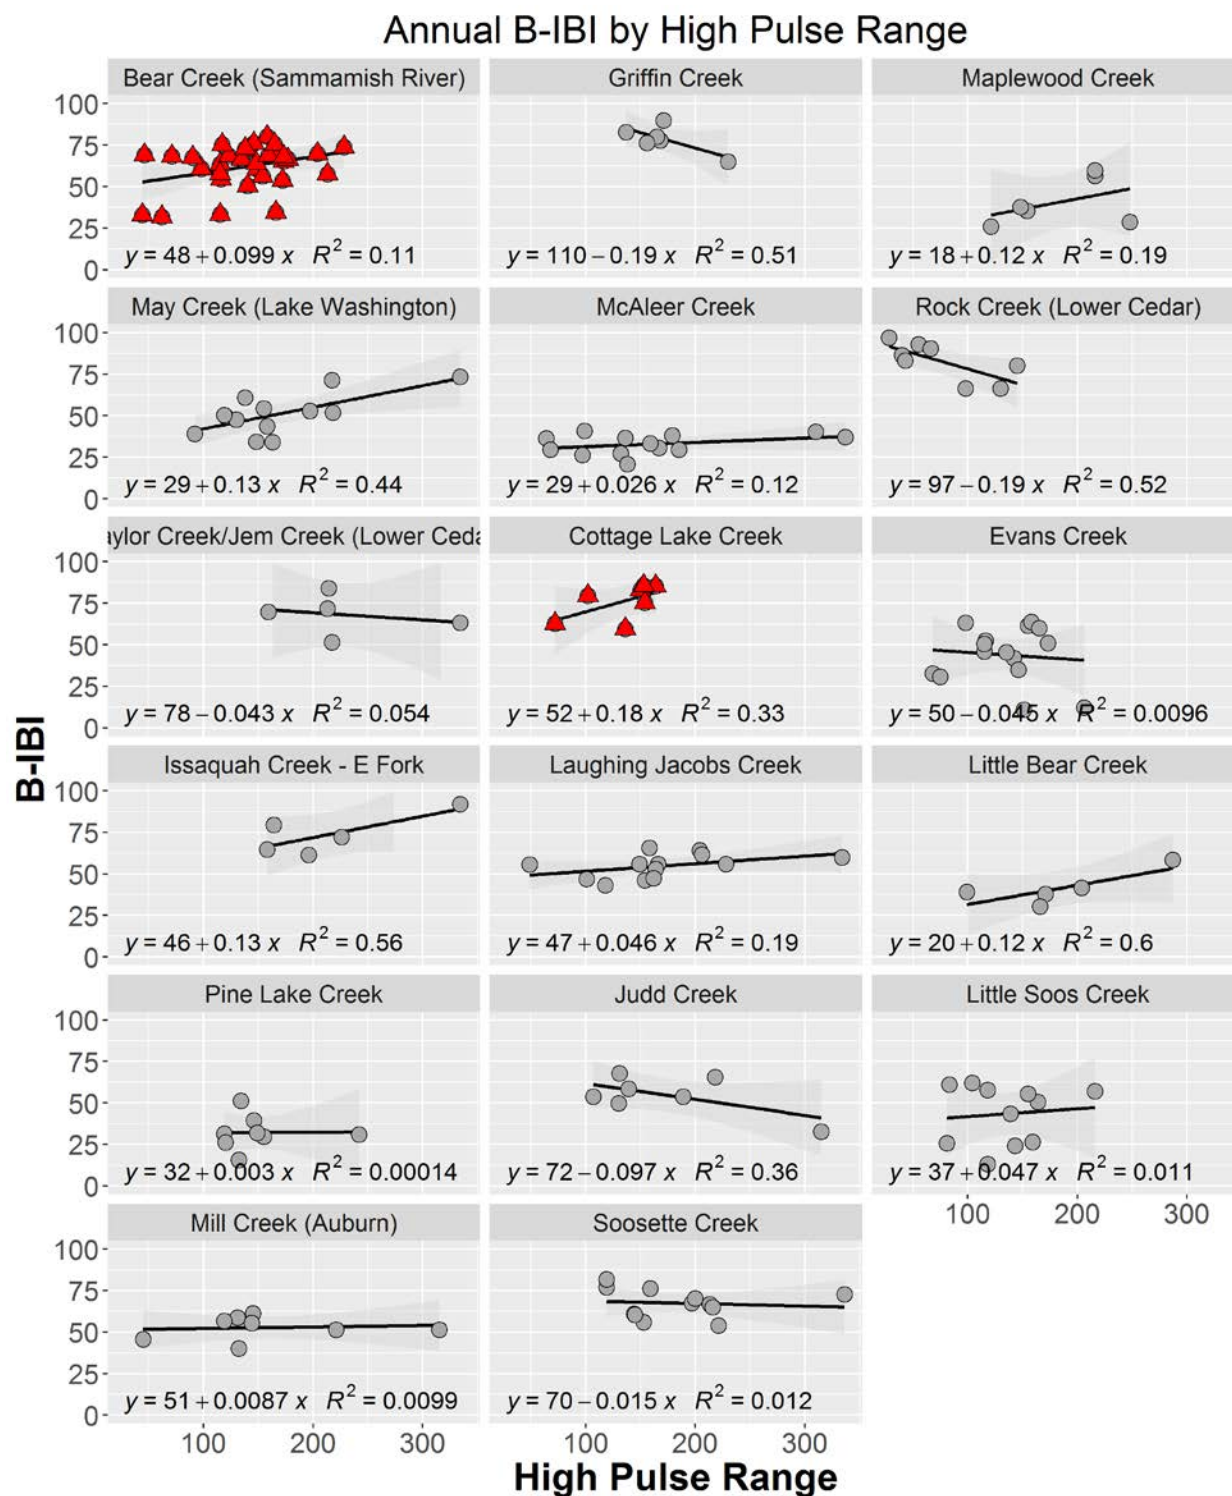 Annual B-IBI by High Pulse Range
Bear Creek (Sammamish River) Griffin Creek Maplewood Creek
100
75
50
25
0
y = 48 + 0.099 x R² = 0.11 y = 110 − 0.19 x R² = 0.51 y = 18 + 0.12 x R² = 0.19
May Creek (Lake Washington) McAleer Creek Rock Creek (Lower Cedar)
100
75
50
25
0
y = 29 + 0.13 x R² = 0.44 y = 29 + 0.026 x R² = 0.12 y = 97 − 0.19 x R² = 0.52
aylor Creek/Jem Creek (Lower Ceda Cottage Lake Creek Evans Creek
100
75
50
25
0
y = 78 − 0.043 x R² = 0.054 y = 52 + 0.18 x R² = 0.33 y = 50 − 0.045 x R² = 0.0096
B-IBI
Issaquah Creek - E Fork Laughing Jacobs Creek Little Bear Creek
100
75
50
25
0
y = 46 + 0.13 x R² = 0.56 y = 47 + 0.046 x R² = 0.19 y = 20 + 0.12 x R² = 0.6
Pine Lake Creek Judd Creek Little Soos Creek
100
75
50
25
0
y = 32 + 0.003 x R² = 0.00014 y = 72 − 0.097 x R² = 0.36 y = 37 + 0.047 x R² = 0.011
100 200 300
Mill Creek (Auburn) Soosette Creek
100
75
50
25
0
y = 51 + 0.0087 x R² = 0.0099 y = 70 − 0.015 x R² = 0.012
100 200 300 100 200 300
High Pulse Range